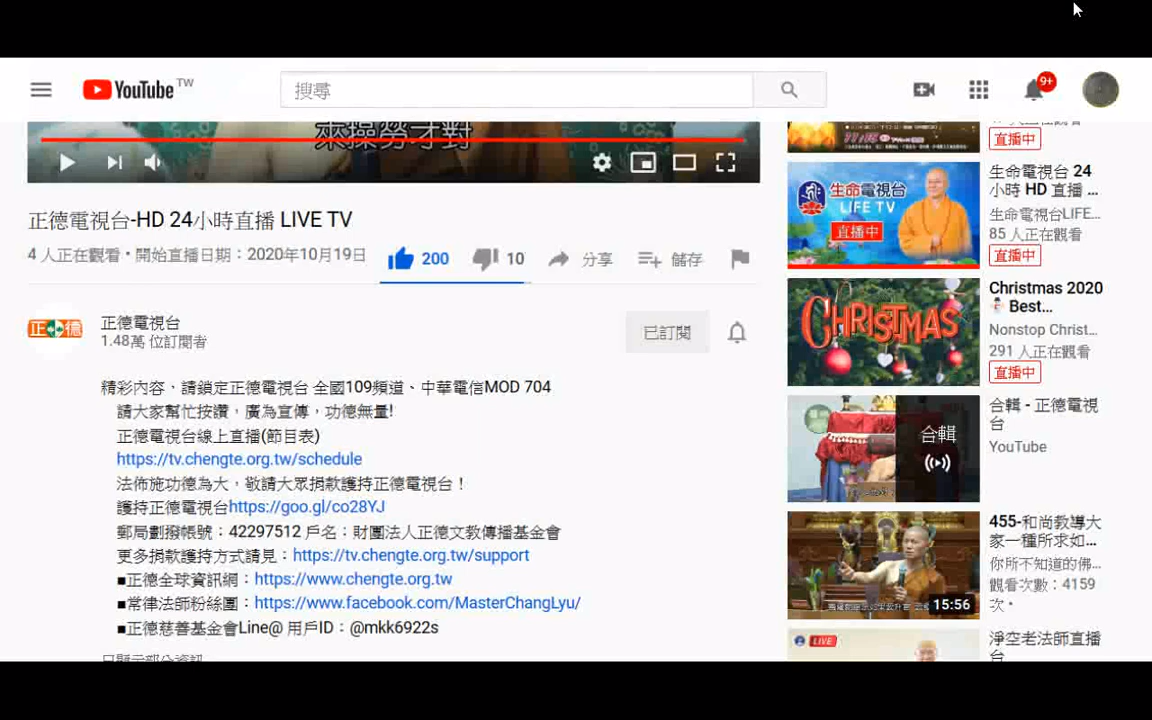 YouTube TW
搜尋
9+
來操勞才對
正德電視台-HD 24小時直播 LIVE TV
4 人正在觀看 • 開始直播日期：2020年10月19日
200
10
分享
儲存
正德
正德電視台
1.48萬 位訂閱者
已訂閱
精彩內容、請鎖定正德電視台 全國109頻道、中華電信MOD 704
請大家幫忙按讚，廣為宣傳，功德無量!
正德電視台線上直播(節目表)
https://tv.chengte.org.tw/schedule
法佈施功德為大，敬請大眾捐款護持正德電視台！
護持正德電視台https://goo.gl/co28YJ
郵局劃撥帳號：42297512 戶名：財團法人正德文教傳播基金會
更多捐款護持方式請見：https://tv.chengte.org.tw/support
■正德全球資訊網：https://www.chengte.org.tw
■常律法師粉絲團：https://www.facebook.com/MasterChangLyu/
■正德慈善基金會Line@ 用戶ID：@mkk6922s
只顯示部分資訊
直播中
生命電視台
LIFE TV
直播中
生命電視台 24
小時 HD 直播 ...
生命電視台LIFE...
85 人正在觀看
直播中
CHRISTMAS
Christmas 2020
Best...
Nonstop Christ...
291 人正在觀看
直播中
合輯
合輯 - 正德電視
台
YouTube
15:56
455-和尚教導大
家一種所求如...
你所不知道的佛...
觀看次數：4159
次 •
LIVE
淨空老法師直播
台